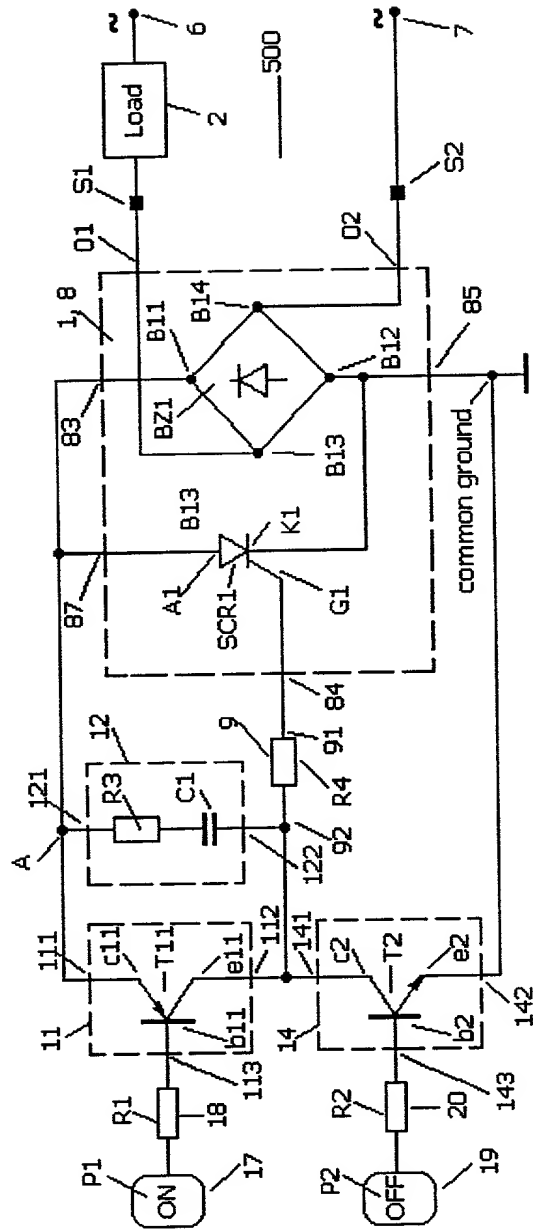 ~
6
Load
2
500
~
7
S1
S2
O1
O2
1, 8
B11
B14
83
BZ1
B12
85
B13
B13
87
A1
SCR1
K1
G1
common ground
84
9
91
12
R4
121
R3
C1
92
A
122
111
c11
T11
e11
112
141
c2
T2
e2
11
b11
14
b2
142
113
143
R1
18
R2
20
P1
ON
17
P2
OFF
19